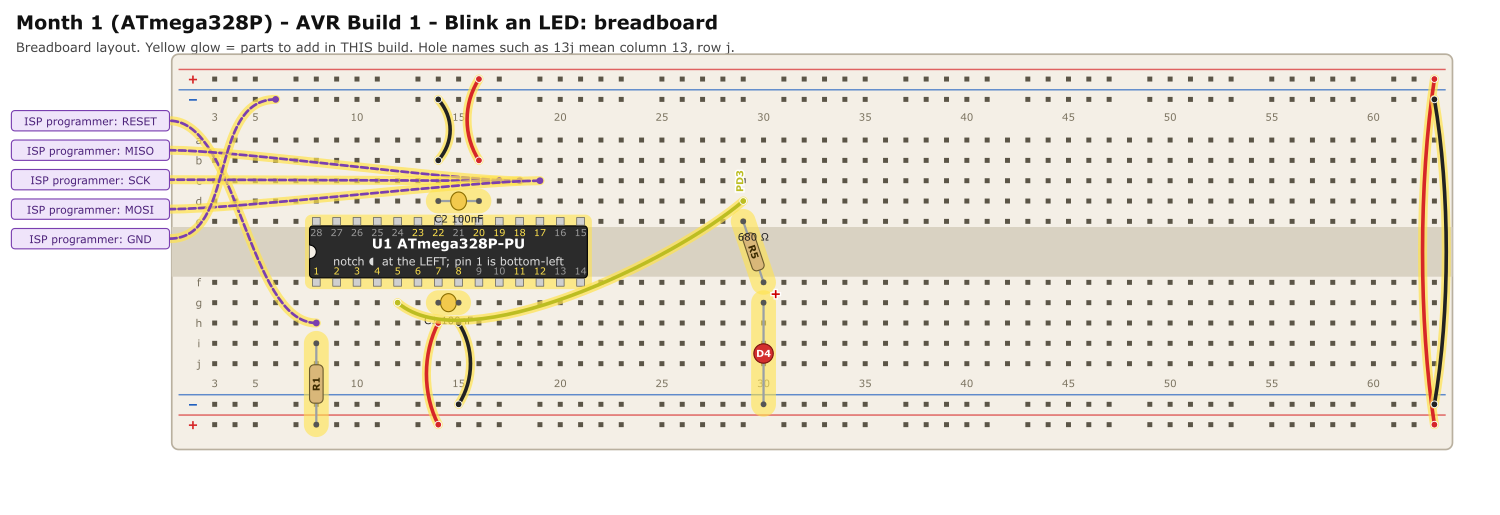 Month 1 (ATmega328P) - AVR Build 1 - Blink an LED: breadboard
Breadboard layout. Yellow glow = parts to add in THIS build. Hole names such as 13j mean column 13, row j.
+
−
3 5 10 15 20 25 30 35 40 45 50 55 60
ISP programmer: RESET
ISP programmer: MISO
ISP programmer: SCK
ISP programmer: MOSI
ISP programmer: GND
a
b
d
PD3
C2 100nF
28 27 26 25 24 23 22 21 20 19 18 17 16 15
U1 ATmega328P-PU
notch ◖ at the LEFT; pin 1 is bottom-left
1 2 3 4 5 6 7 8 9 10 11 12 13 14
680 Ω
R5
+
f
g
h
i
j
D4
R1
3 5 10 15 20 25 30 35 40 45 50 55 60
−
+